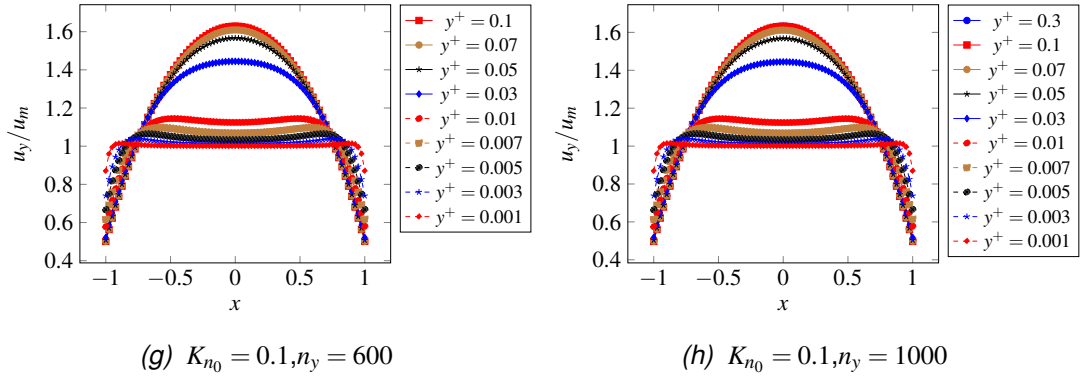 1.6
1.4
1.2
1
0.8
0.6
0.4
−1
−0.5
0
0.5
1
x
u_y/u_m
y⁺ = 0.1
y⁺ = 0.07
y⁺ = 0.05
y⁺ = 0.03
y⁺ = 0.01
y⁺ = 0.007
y⁺ = 0.005
y⁺ = 0.003
y⁺ = 0.001
(g) K_{n_0} = 0.1,n_y = 600
1.6
1.4
1.2
1
0.8
0.6
0.4
−1
−0.5
0
0.5
1
x
u_y/u_m
y⁺ = 0.3
y⁺ = 0.1
y⁺ = 0.07
y⁺ = 0.05
y⁺ = 0.03
y⁺ = 0.01
y⁺ = 0.007
y⁺ = 0.005
y⁺ = 0.003
y⁺ = 0.001
(h) K_{n_0} = 0.1,n_y = 1000